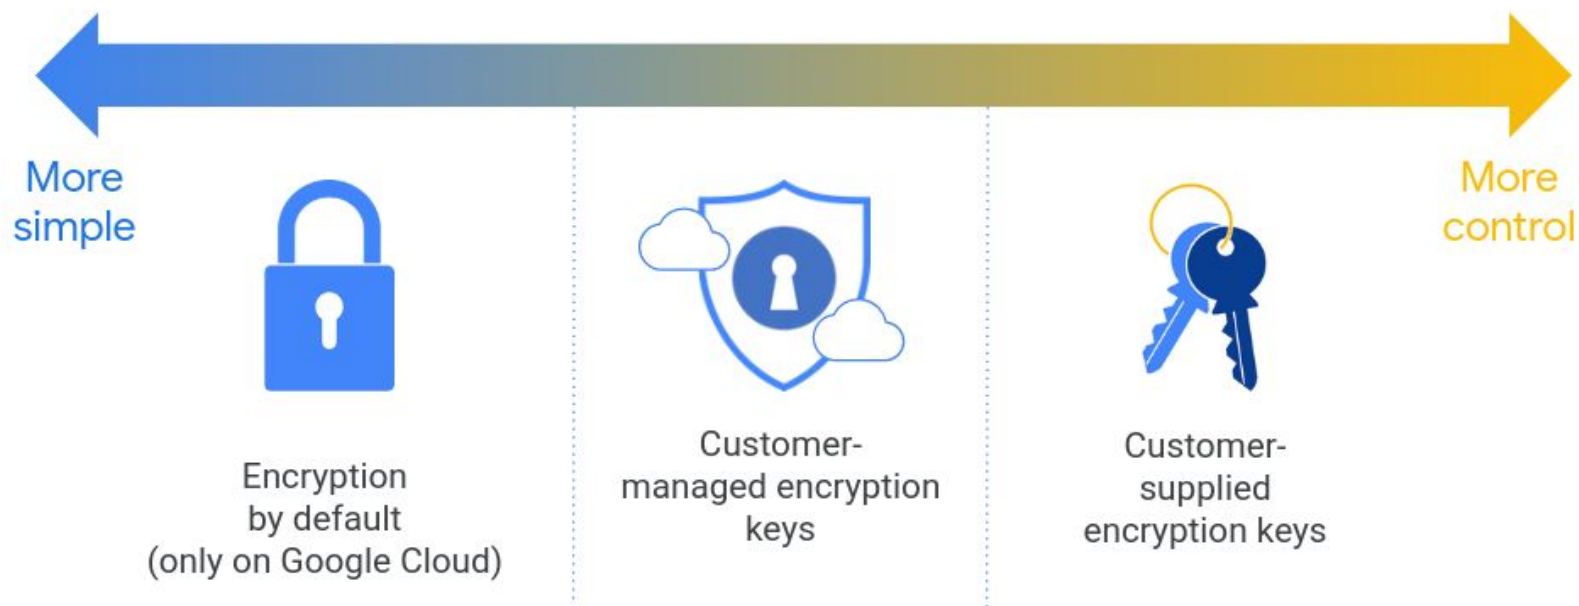 More
simple
More
control
Encryption
by default
(only on Google Cloud)
Customer-
managed encryption
keys
Customer-
supplied
encryption keys